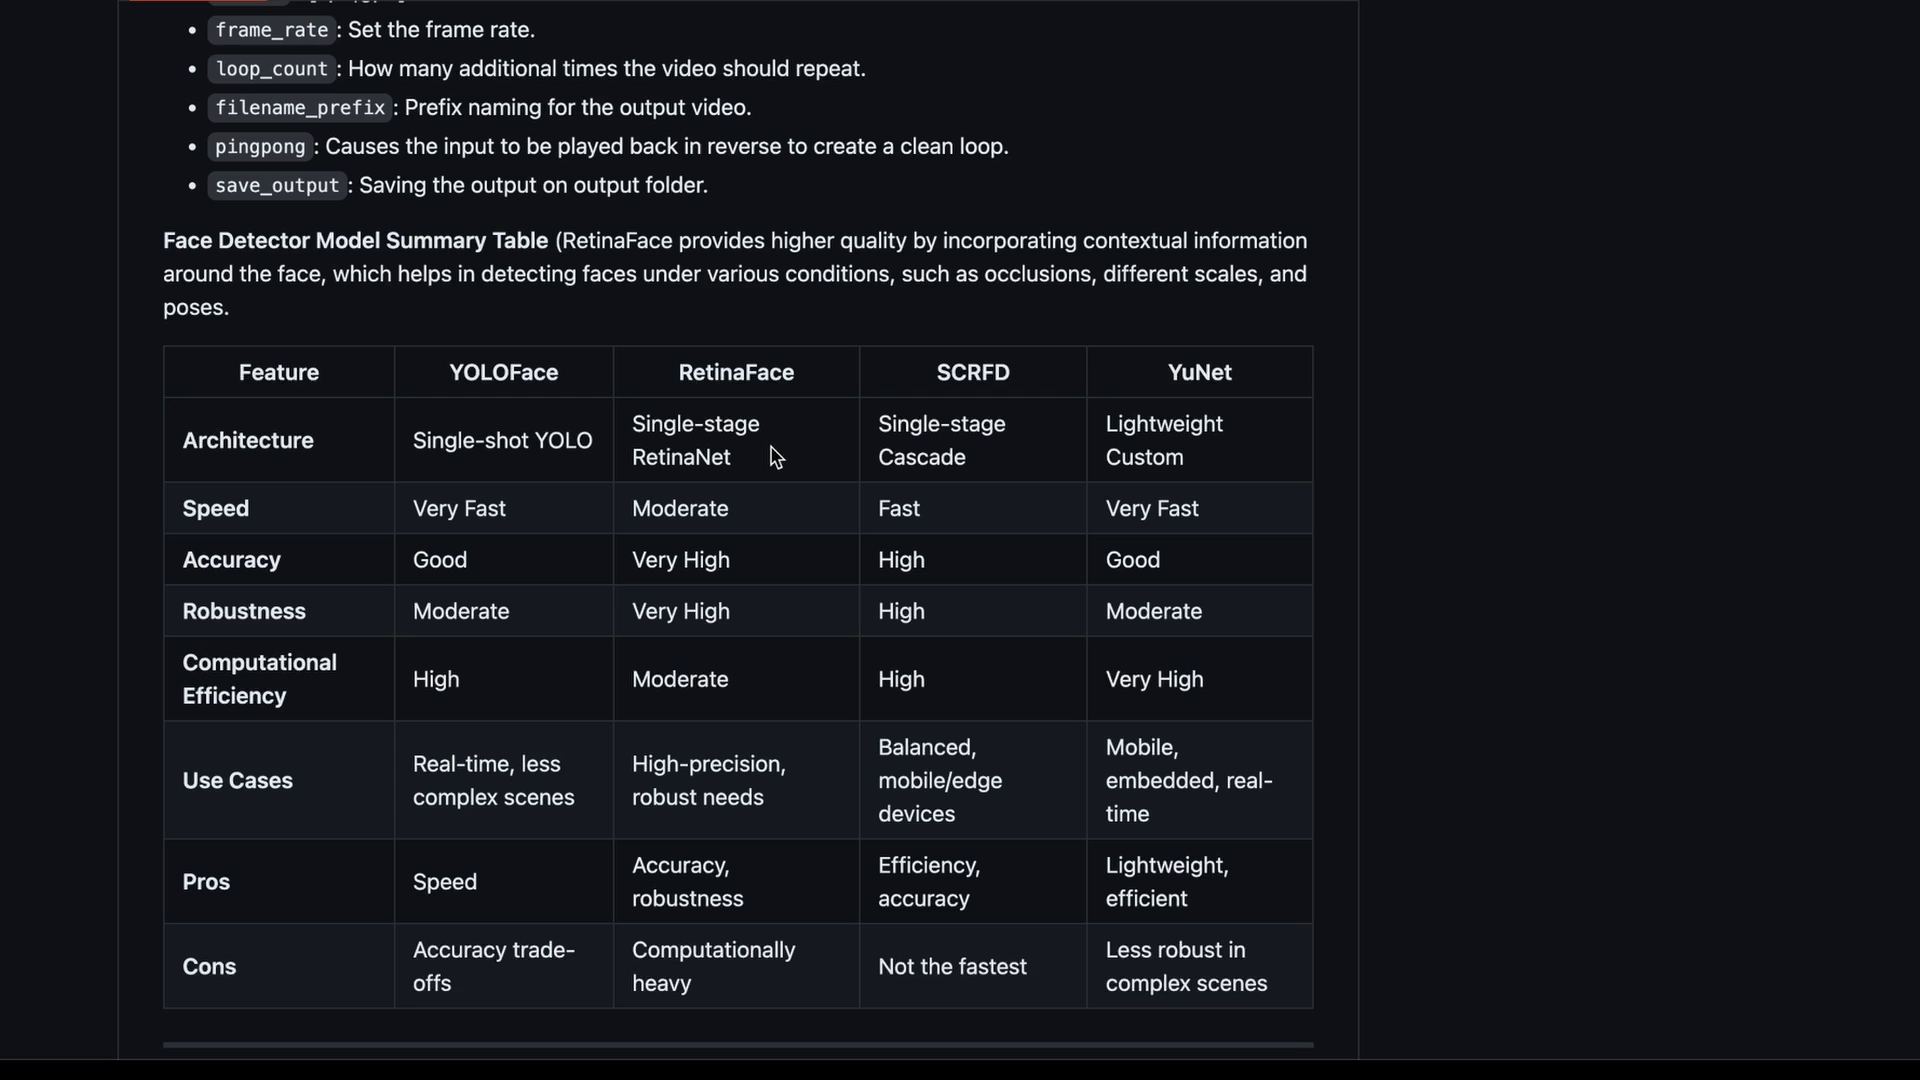 frame_rate : Set the frame rate.
loop_count : How many additional times the video should repeat.
filename_prefix : Prefix naming for the output video.
pingpong : Causes the input to be played back in reverse to create a clean loop.
save_output : Saving the output on output folder.
Face Detector Model Summary Table (RetinaFace provides higher quality by incorporating contextual information
around the face, which helps in detecting faces under various conditions, such as occlusions, different scales, and
poses.
Feature YOLOFace RetinaFace SCRFD YuNet
Architecture
Single-shot YOLO
Single-stage
RetinaNet
Single-stage
Cascade
Lightweight
Custom
Speed Very Fast Moderate Fast Very Fast
Accuracy Good Very High High Good
Robustness Moderate Very High High Moderate
Computational
Efficiency
High Moderate High Very High
Use Cases
Real-time, less
complex scenes
High-precision,
robust needs
Balanced,
mobile/edge
devices
Mobile,
embedded, real-
time
Pros
Speed
Accuracy,
robustness
Efficiency,
accuracy
Lightweight,
efficient
Cons
Accuracy trade-
offs
Computationally
heavy
Not the fastest
Less robust in
complex scenes